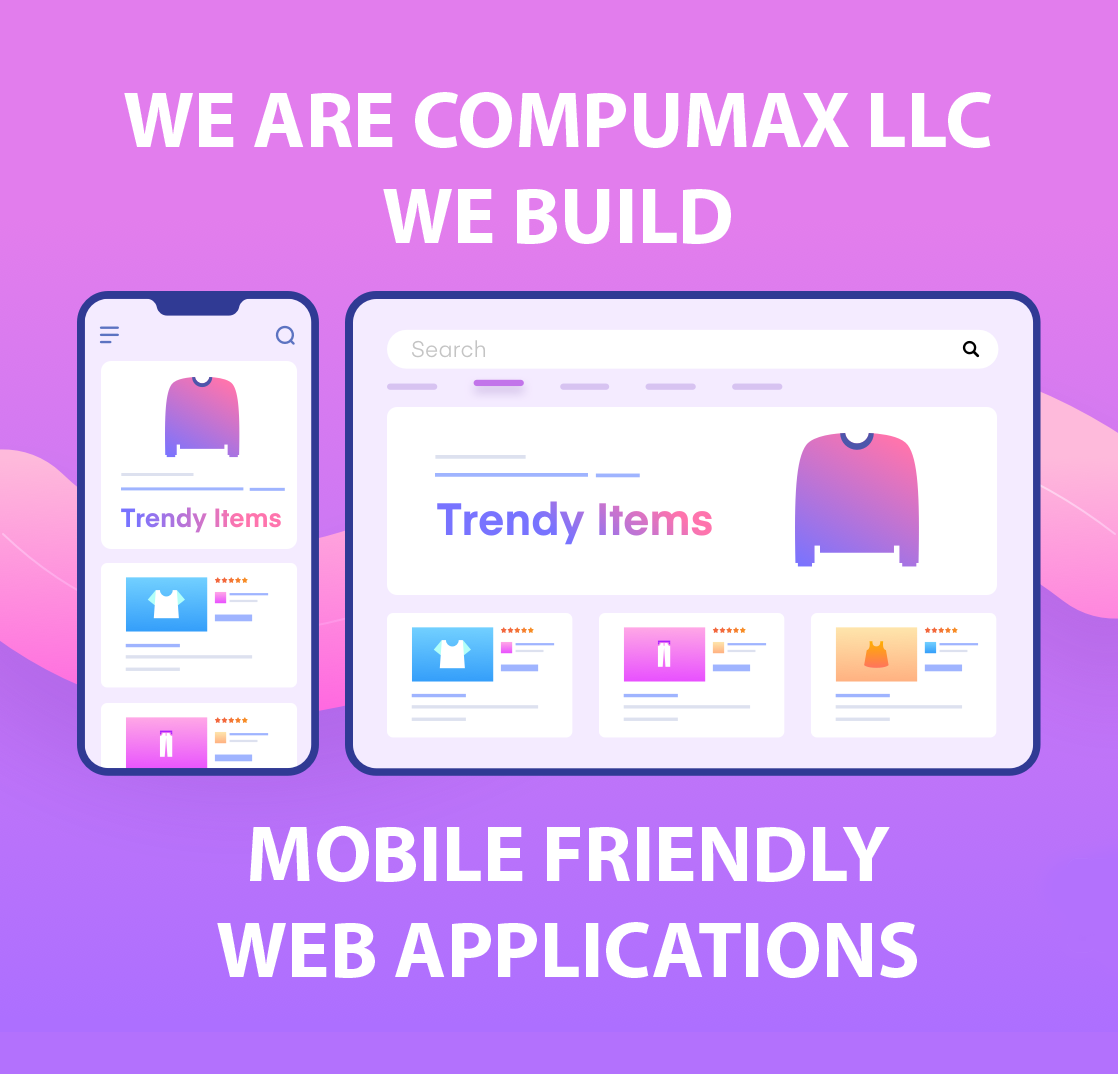 WE ARE COMPUMAX LLC
WE BUILD
Trendy Items
Search
Trendy Items
MOBILE FRIENDLY
WEB APPLICATIONS